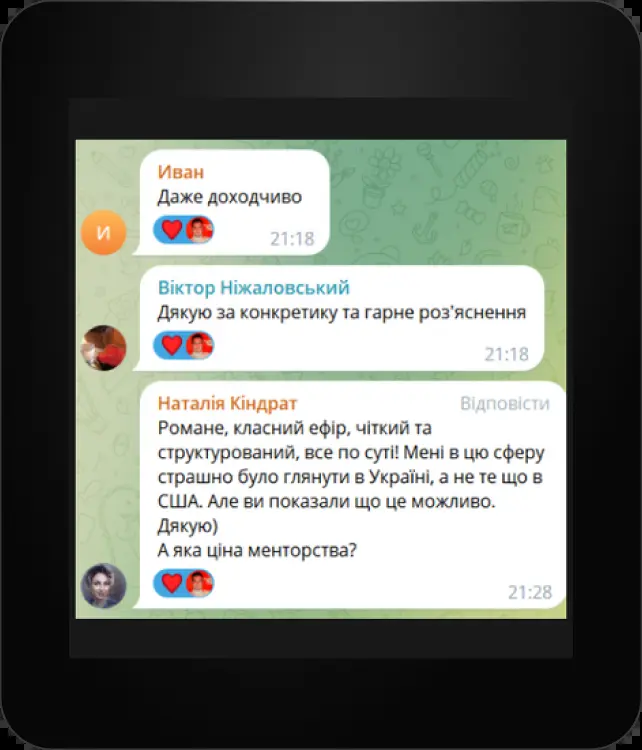 Иван
Даже доходчиво
И
21:18
Віктор Ніжаловський
Дякую за конкретику та гарне роз'яснення
21:18
Наталія Кіндрат Відповісти
Романе, класний ефір, чіткий та
структурований, все по суті! Мені в цю сферу
страшно було глянути в Україні, а не те що в
США. Але ви показали що це можливо.
Дякую)
А яка ціна менторства?
21:28